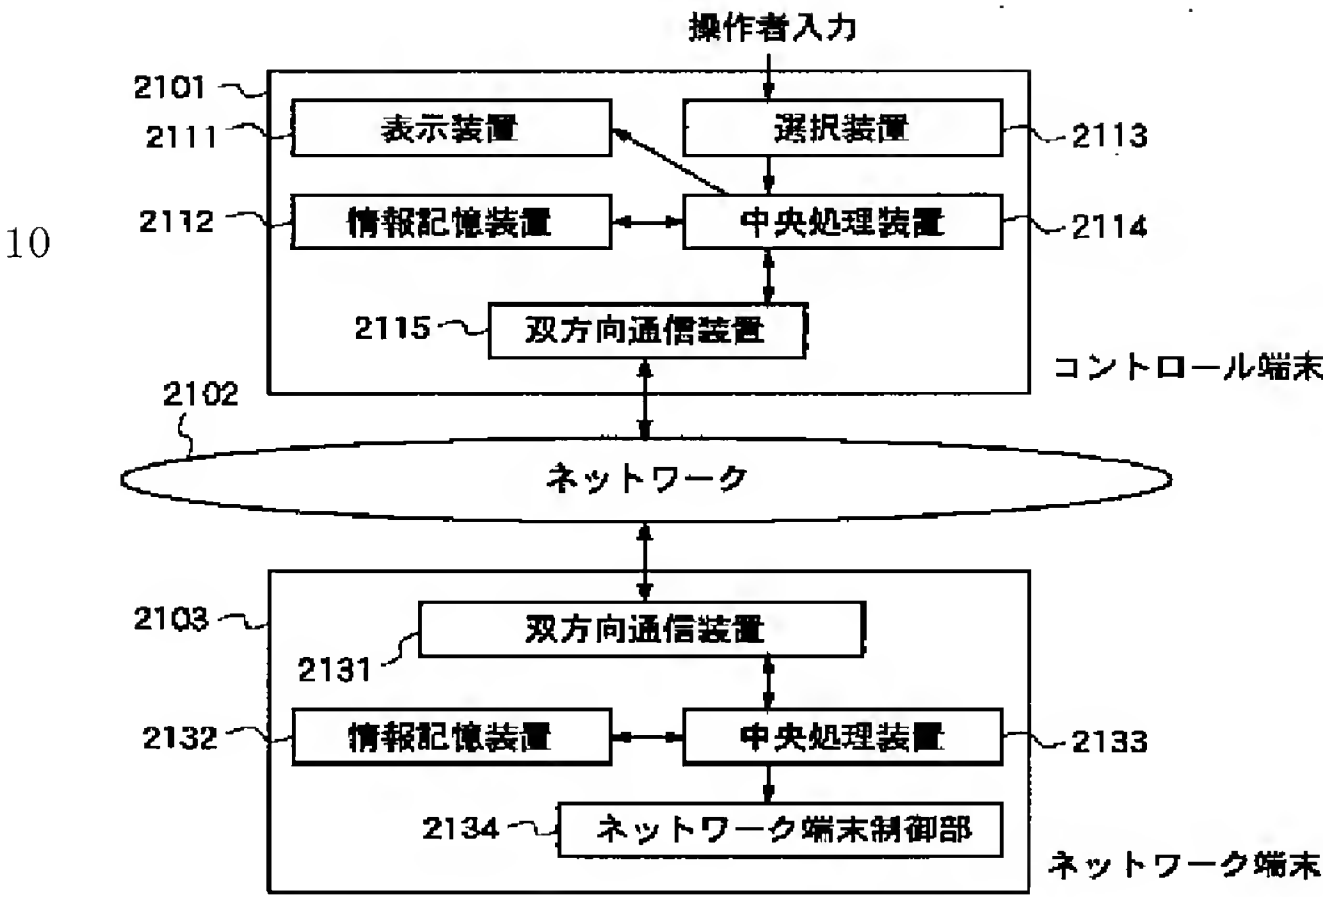 操作者入力
2101
2111 表示装置 選択装置 2113
2112 情報記憶装置 中央処理装置 2114
10
2115 双方向通信装置
コントロール端末
2102
ネットワーク
2103 双方向通信装置
2131
2132 情報記憶装置 中央処理装置 2133
2134 ネットワーク端末制御部
ネットワーク端末